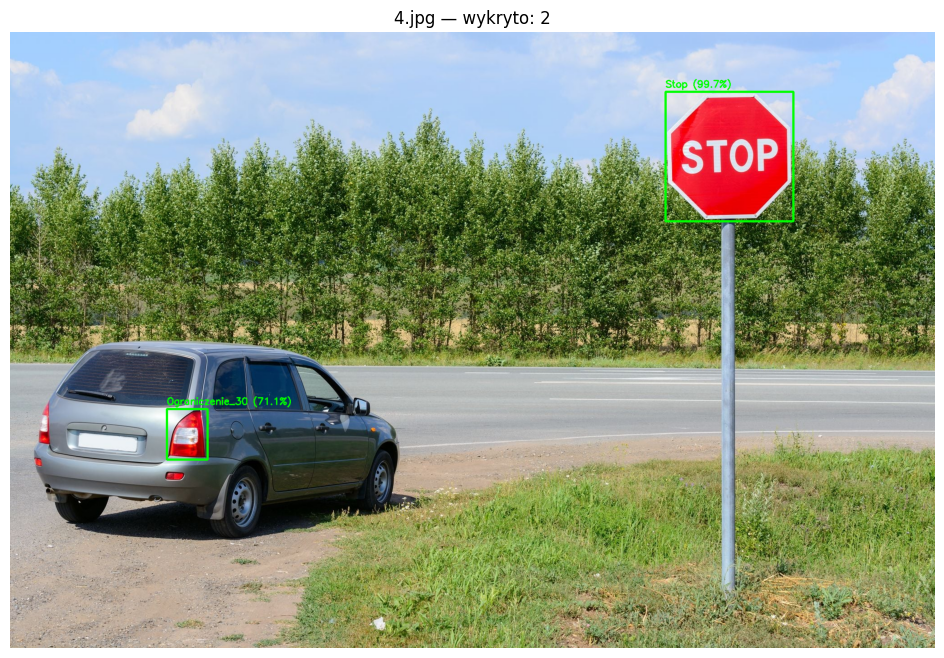 4.jpg — wykryto: 2
Stop (99.7%)
STOP
Ograniczenie_30 (71.1%)